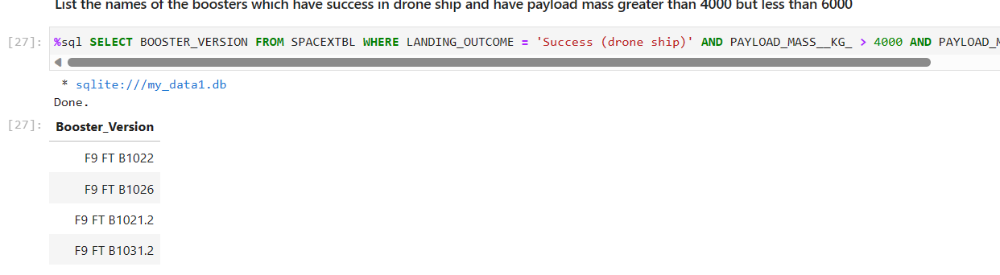 List the names of the boosters which have success in drone ship and have payload mass greater than 4000 but less than 6000
[27]: %sql SELECT BOOSTER_VERSION FROM SPACEXTBL WHERE LANDING_OUTCOME = 'Success (drone ship)' AND PAYLOAD_MASS__KG_ > 4000 AND PAYLOAD_M
* sqlite:///my_data1.db
Done.
[27]: Booster_Version
F9 FT B1022
F9 FT B1026
F9 FT B1021.2
F9 FT B1031.2